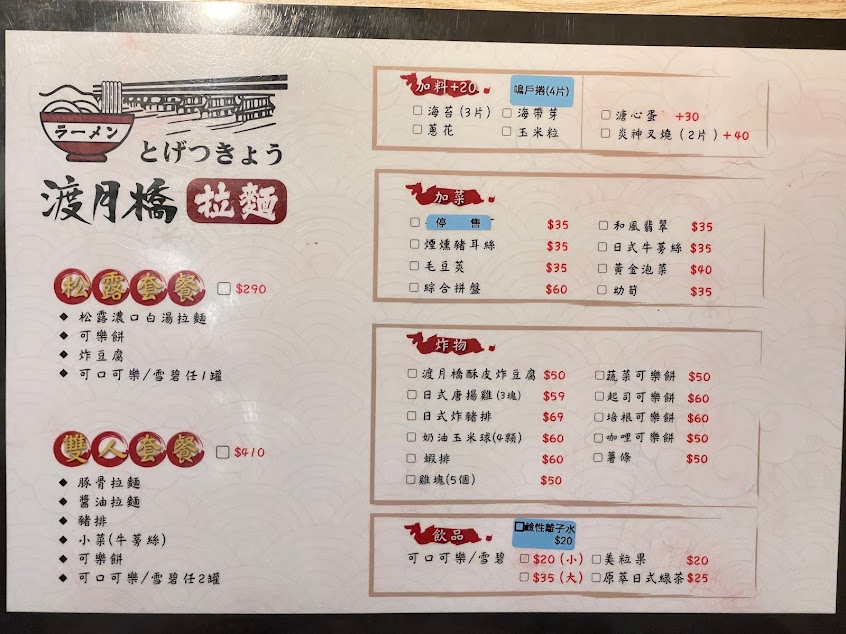 ラーメン
とげつきょう
渡月橋 拉麵
松露套餐 $290
松露濃口白湯拉麵
可樂餅
炸豆腐
可口可樂/雪碧任1罐
雙人套餐 $410
豚骨拉麵
醬油拉麵
豬排
小菜(牛蒡絲)
可樂餅
可口可樂/雪碧任2罐
加料+20 鳴戶捲(4片)
海苔(3片) 海帶芽
蔥花 玉米粒
溏心蛋 +30
炎神叉燒(2片)+40
加菜
停售 $35
煙燻豬耳絲 $35
毛豆莢 $35
綜合拼盤 $60
和風翡翠 $35
日式牛蒡絲 $35
黃金泡菜 $40
幼筍 $35
炸物
渡月橋酥皮炸豆腐 $50
日式唐揚雞(3塊) $59
日式炸豬排 $69
奶油玉米球(4顆) $60
蝦排 $60
雞塊(5個) $50
蔬菜可樂餅 $50
起司可樂餅 $60
培根可樂餅 $60
咖哩可樂餅 $50
薯條 $50
飲品
鹼性離子水
$20
可口可樂/雪碧 $20(小)
$35(大)
美粒果 $20
原萃日式綠茶 $25